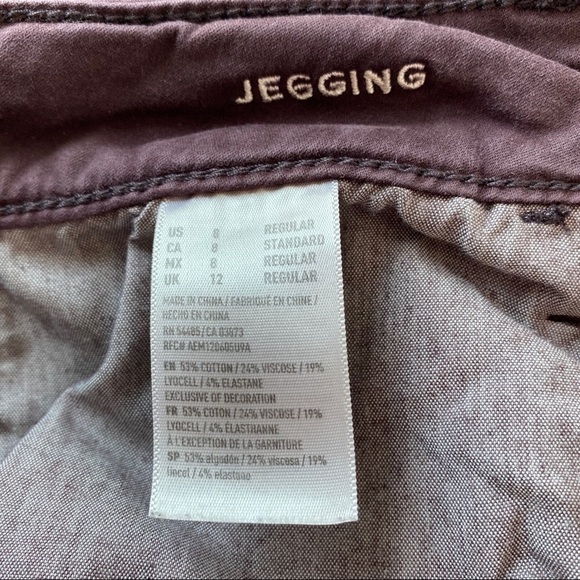 JEGGING
US 8 REGULAR
CA 8 STANDARD
MX 8 REGULAR
UK 12 REGULAR
MADE IN CHINA / FABRIQUÉ EN CHINE /
HECHO EN CHINA
RN 54485 / CA 03873
RFC# AEM120605U9A
EN 53% COTTON / 24% VISCOSE / 19%
LYOCELL / 4% ELASTANE
EXCLUSIVE OF DECORATION
FR 53% COTON / 24% VISCOSE / 19%
LYOCELL / 4% ÉLASTHANNE
À L'EXCEPTION DE LA GARNITURE
SP 53% algodón / 24% viscosa / 19%
liocel / 4% elastane